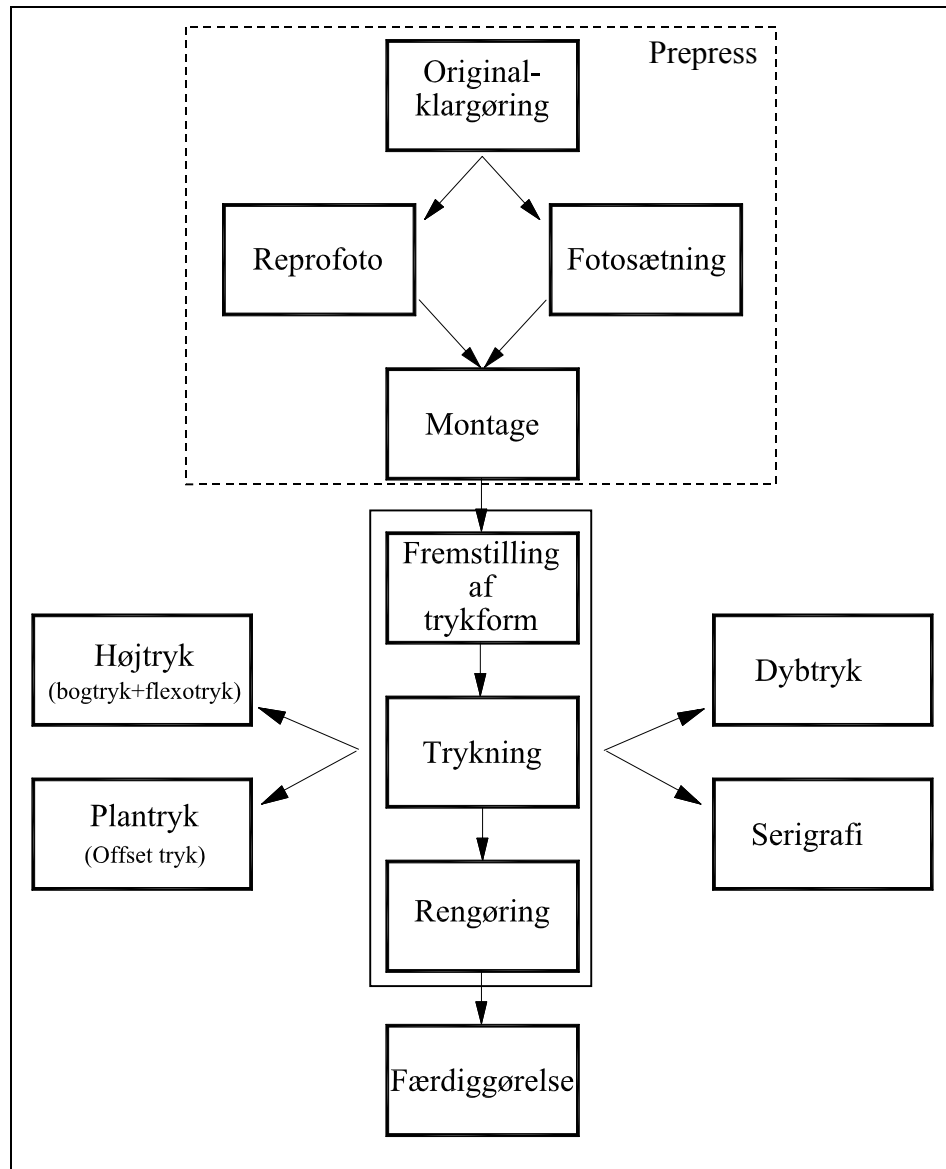 Prepress
Original-
klargøring
Reprofoto
Fotosætning
Montage
Fremstilling
af
trykform
Højtryk
(bogtryk+flexotryk)
Dybtryk
Trykning
Plantryk
(Offset tryk)
Serigrafi
Rengøring
Færdiggørelse